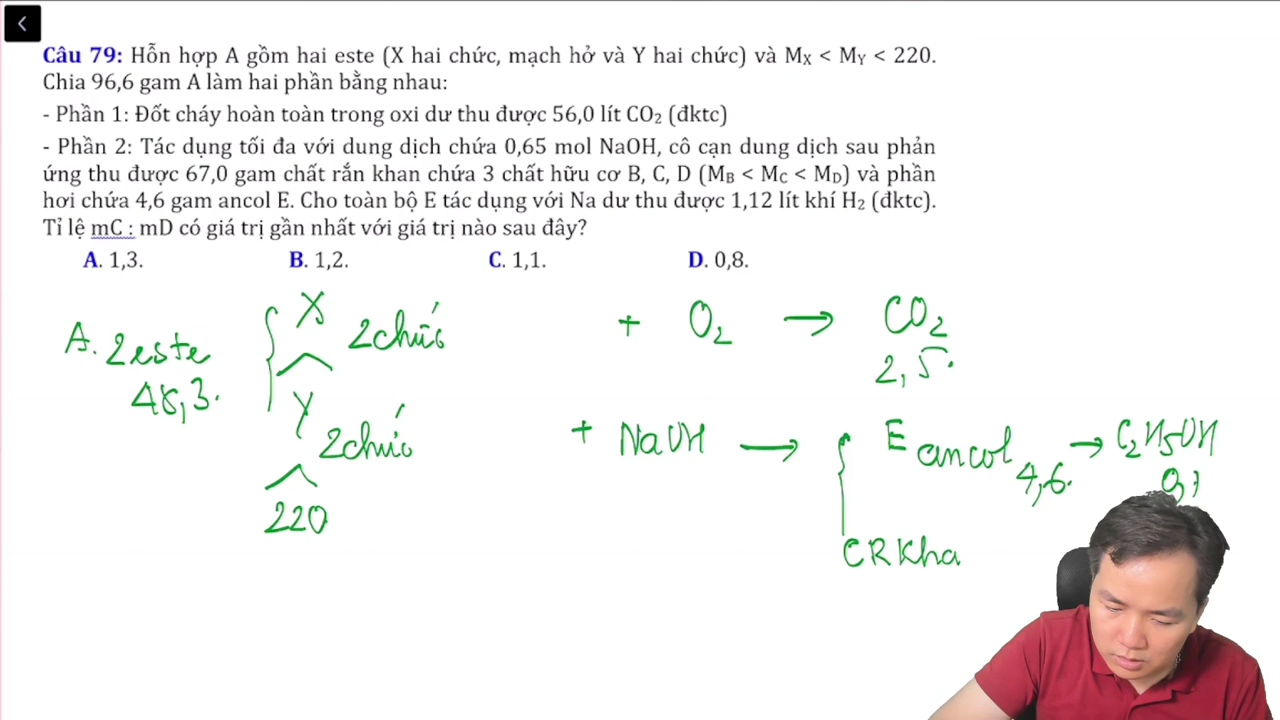 Câu 79: Hỗn hợp A gồm hai este (X hai chức, mạch hở và Y hai chức) và MX < MY < 220.
Chia 96,6 gam A làm hai phần bằng nhau:
- Phần 1: Đốt cháy hoàn toàn trong oxi dư thu được 56,0 lít CO2 (đktc)
- Phần 2: Tác dụng tối đa với dung dịch chứa 0,65 mol NaOH, cô cạn dung dịch sau phản
ứng thu được 67,0 gam chất rắn khan chứa 3 chất hữu cơ B, C, D (MB < MC < MD) và phần
hơi chứa 4,6 gam ancol E. Cho toàn bộ E tác dụng với Na dư thu được 1,12 lít khí H2 (đktc).
Tỉ lệ mC : mD có giá trị gần nhất với giá trị nào sau đây?
A. 1,3. B. 1,2. C. 1,1. D. 0,8.
A. 2este X 2chức + O2 → CO2
48,3. 2,5.
Y 2chức + NaOH → E ancol 4,6. → C2H5OH
220
CRKha